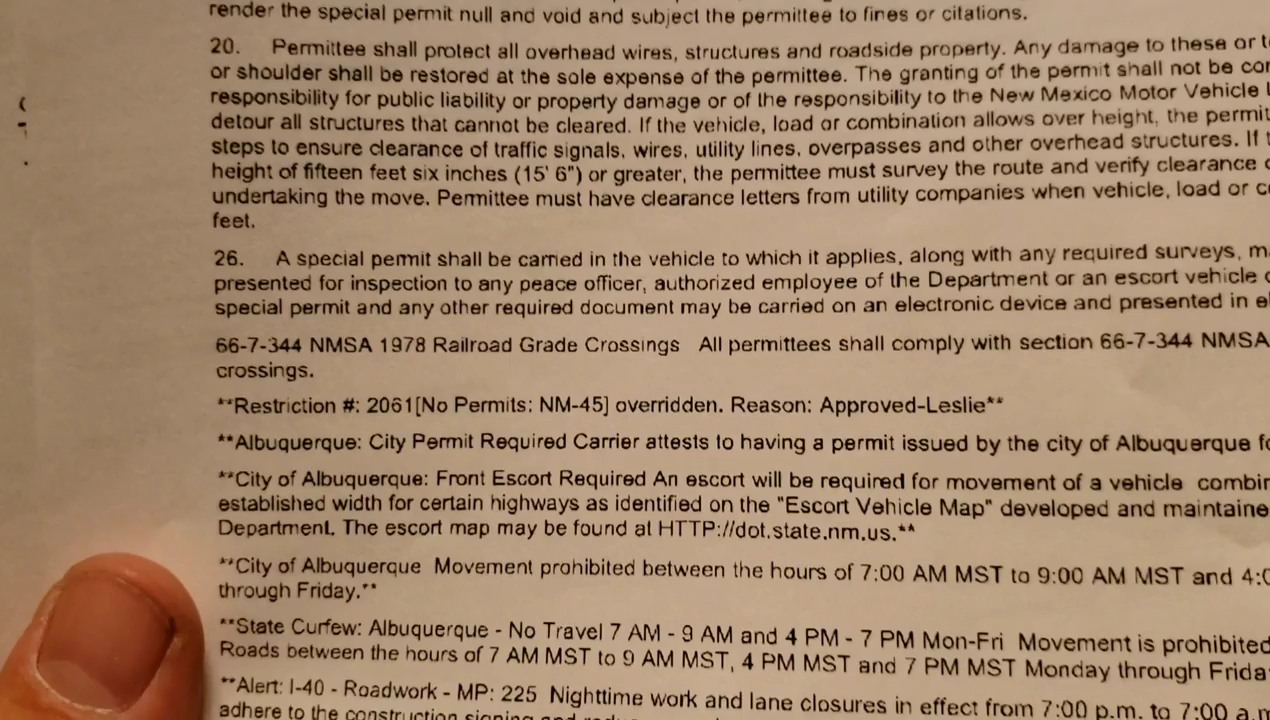 render the special permit null and void and subject the permittee to fines or citations.
20. Permittee shall protect all overhead wires, structures and roadside property. Any damage to these or
or shoulder shall be restored at the sole expense of the permittee. The granting of the permit shall not be
responsibility for public liability or property damage or of the responsibility to the New Mexico Motor Vehicle
detour all structures that cannot be cleared. If the vehicle, load or combination allows over height, the
steps to ensure clearance of traffic signals, wires, utility lines, overpasses and other overhead structures. If
height of fifteen feet six inches (15' 6") or greater, the permittee must survey the route and verify clearance
undertaking the move. Permittee must have clearance letters from utility companies when vehicle, load or
feet.
26. A special permit shall be carried in the vehicle to which it applies, along with any required surveys,
presented for inspection to any peace officer, authorized employee of the Department or an escort vehicle
special permit and any other required document may be carried on an electronic device and presented in
66-7-344 NMSA 1978 Railroad Grade Crossings All permittees shall comply with section 66-7-344 NMSA
crossings.
**Restriction #: 2061[No Permits: NM-45] overridden. Reason: Approved-Leslie**
**Albuquerque: City Permit Required Carrier attests to having a permit issued by the city of Albuquerque
**City of Albuquerque: Front Escort Required An escort will be required for movement of a vehicle
established width for certain highways as identified on the "Escort Vehicle Map" developed and
Department. The escort map may be found at HTTP://dot.state.nm.us.**
**City of Albuquerque Movement prohibited between the hours of 7:00 AM MST to 9:00 AM MST and
through Friday.**
**State Curfew: Albuquerque - No Travel 7 AM - 9 AM and 4 PM - 7 PM Mon-Fri Movement is prohibited
Roads between the hours of 7 AM MST to 9 AM MST, 4 PM MST and 7 PM MST Monday through
**Alert: I-40 - Roadwork - MP: 225 Nighttime work and lane closures in effect from 7:00 p.m. to 7:00
adhere to the construction signing and